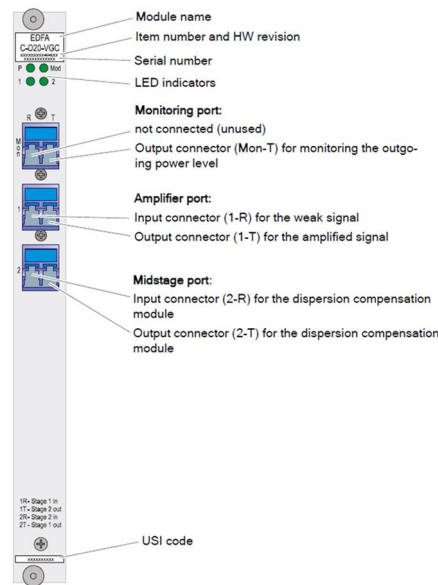 EDFA
C-D20-VGC
P Mod
1 2
R T
Mon
1
2
1R- Stage 1 in
1T - Stage 2 out
2R- Stage 2 in
2T - Stage 1 out
Module name
Item number and HW revision
Serial number
LED indicators
Monitoring port:
not connected (unused)
Output connector (Mon-T) for monitoring the outgo-
ing power level
Amplifier port:
Input connector (1-R) for the weak signal
Output connector (1-T) for the amplified signal
Midstage port:
Input connector (2-R) for the dispersion compensation
module
Output connector (2-T) for the dispersion compensation
module
USI code